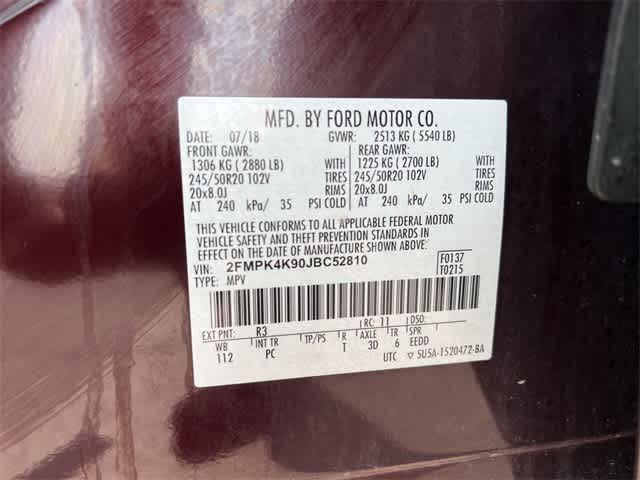 MFD. BY FORD MOTOR CO.
DATE: 07/18 GVWR: 2513 KG ( 5540 LB)
FRONT GAWR: REAR GAWR:
1306 KG ( 2880 LB) WITH 1225 KG ( 2700 LB) WITH
245/50R20 102V TIRES 245/50R20 102V TIRES
20x8.0J RIMS 20x8.0J RIMS
AT 240 kPa/ 35 PSI COLD AT 240 kPa/ 35 PSI COLD
THIS VEHICLE CONFORMS TO ALL APPLICABLE FEDERAL MOTOR
VEHICLE SAFETY, BUMPER, AND THEFT PREVENTION
STANDARDS IN EFFECT ON THE DATE OF MANUFACTURE SHOWN ABOVE.
VIN: 2FMPK4K90JBC52810 F0137
TYPE: MPV T0215
EXT PNT: R3 RC: 11 DSO:
WB INT TR TP/PS R AXLE TR SPR
112 PC T 3D 6 EEDD
UTC ▽ 5U5A-1520472-BA